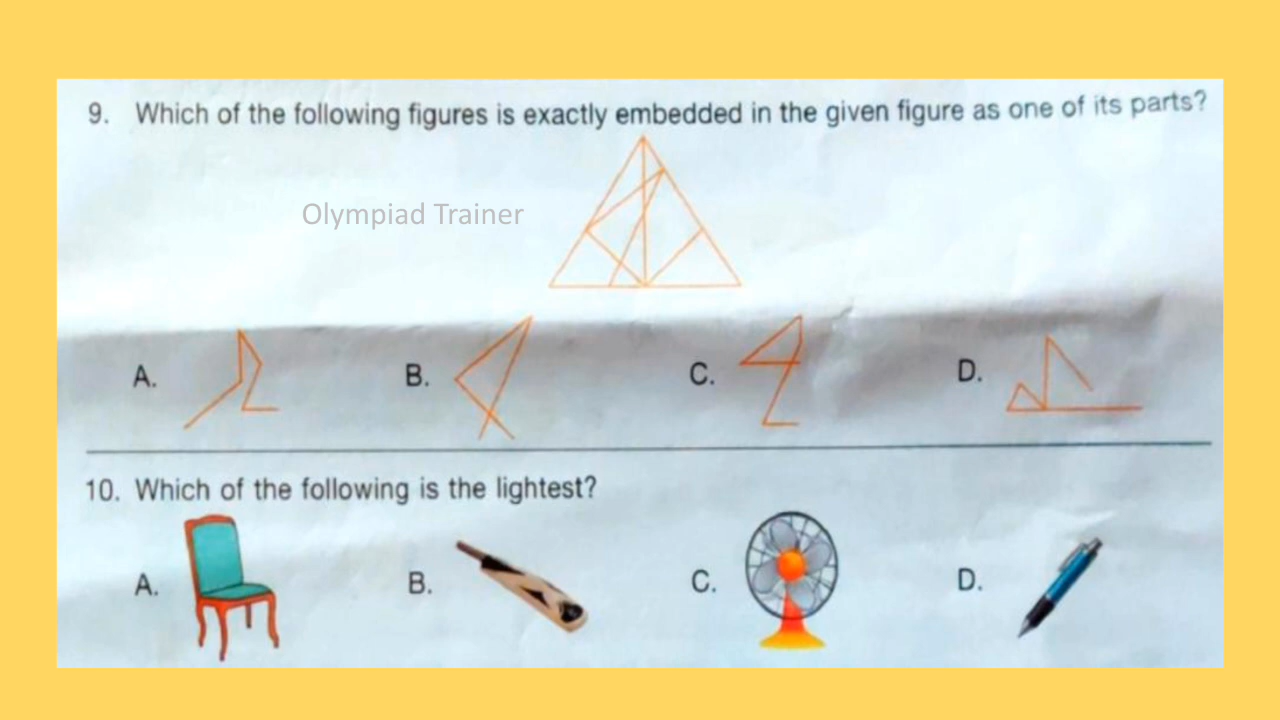 9. Which of the following figures is exactly embedded in the given figure as one of its parts?
Olympiad Trainer
A. B. C. D.
10. Which of the following is the lightest?
A. B. C. D.